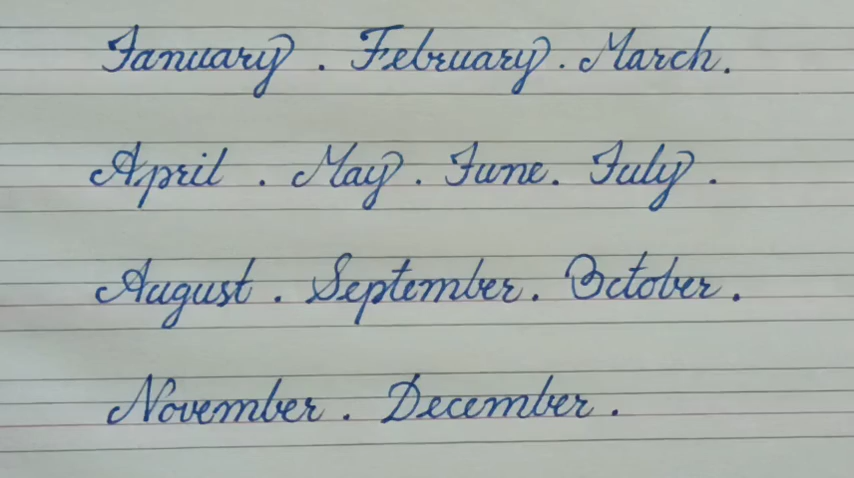 January . February . March.
April . May . June. July .
August . September . October .
November . December .